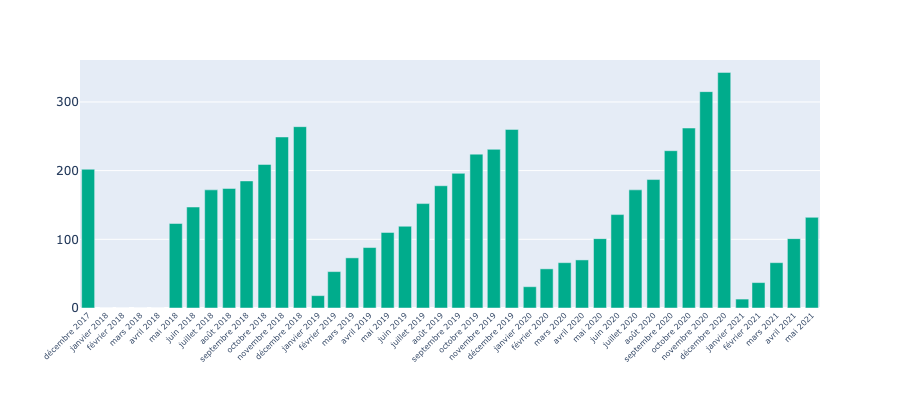 300
200
100
0
décembre 2017
janvier 2018
février 2018
mars 2018
avril 2018
mai 2018
juin 2018
juillet 2018
août 2018
septembre 2018
octobre 2018
novembre 2018
décembre 2018
janvier 2019
février 2019
mars 2019
avril 2019
mai 2019
juin 2019
juillet 2019
août 2019
septembre 2019
octobre 2019
novembre 2019
décembre 2019
janvier 2020
février 2020
mars 2020
avril 2020
mai 2020
juin 2020
juillet 2020
août 2020
septembre 2020
octobre 2020
novembre 2020
décembre 2020
janvier 2021
février 2021
mars 2021
avril 2021
mai 2021